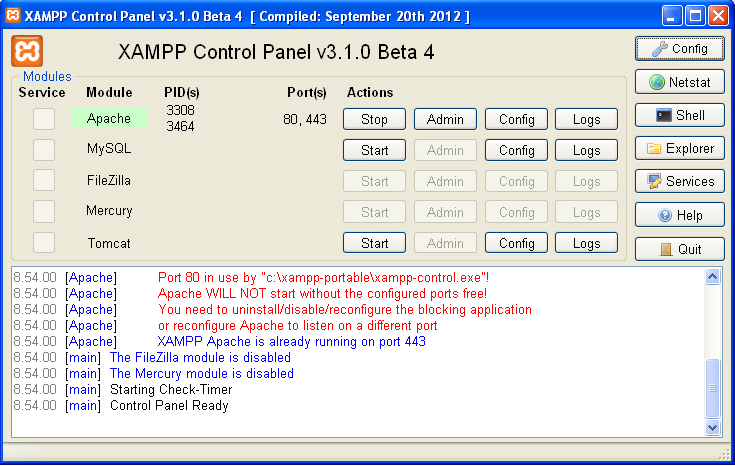 XAMPP Control Panel v3.1.0 Beta 4 [ Compiled: September 20th 2012 ]
XAMPP Control Panel v3.1.0 Beta 4
Config
Modules
Netstat
Service Module PID(s) Port(s) Actions
Apache 3308 3464 80, 443 Stop Admin Config Logs
Shell
MySQL Start Admin Config Logs
Explorer
FileZilla Start Admin Config Logs
Services
Mercury Start Admin Config Logs
Help
Tomcat Start Admin Config Logs
Quit
8.54.00 [Apache] Port 80 in use by "c:\xampp-portable\xampp-control.exe"!
8.54.00 [Apache] Apache WILL NOT start without the configured ports free!
8.54.00 [Apache] You need to uninstall/disable/reconfigure the blocking application
8.54.00 [Apache] or reconfigure Apache to listen on a different port
8.54.00 [Apache] XAMPP Apache is already running on port 443
8.54.00 [main] The FileZilla module is disabled
8.54.00 [main] The Mercury module is disabled
8.54.00 [main] Starting Check-Timer
8.54.00 [main] Control Panel Ready